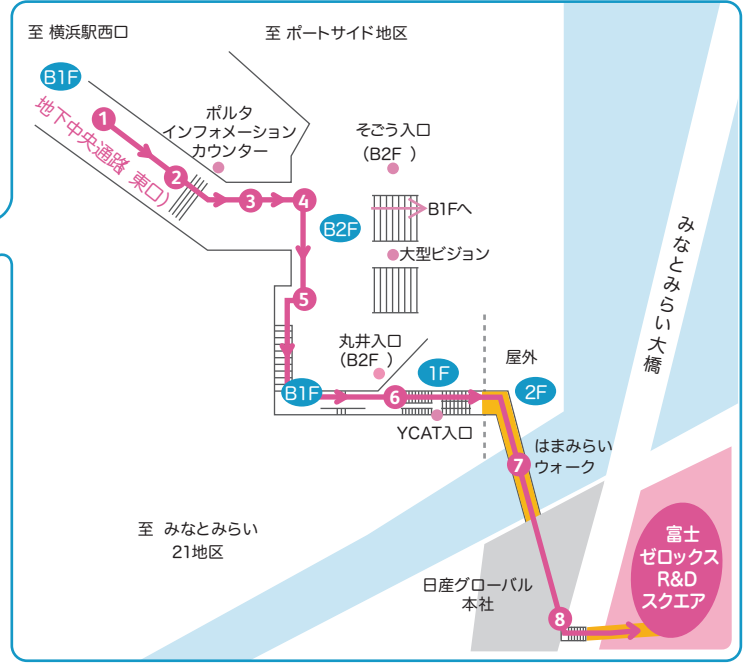 至 横浜駅西口
至 ポートサイド地区
B1F
地下中央通路 東口）
1
2
3
4
ポルタ
インフォメーション
カウンター
そごう入口
（B2F ）
B1Fへ
B2F
大型ビジョン
5
丸井入口
（B2F ）
B1F
6
1F
YCAT入口
屋外
2F
みなとみらい大橋
7
はまみらい
ウォーク
至 みなとみらい
21地区
日産グローバル
本社
8
富士
ゼロックス
R&D
スクエア